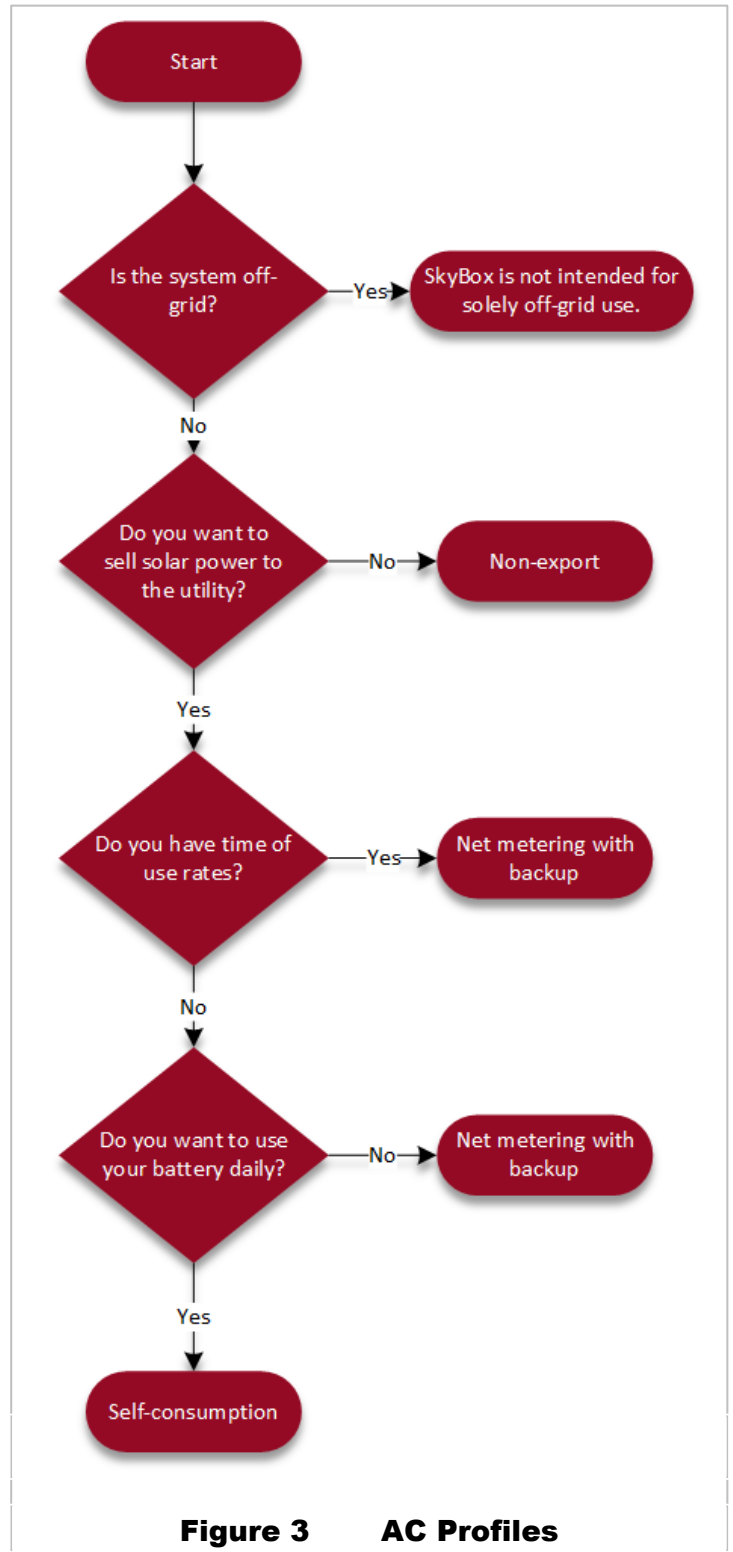 Start
Is the system off-
grid?
Yes
SkyBox is not intended for
solely off-grid use.
No
Do you want to
sell solar power to
the utility?
No
Non-export
Yes
Do you have time of
use rates?
Yes
Net metering with
backup
No
Do you want to use
your battery daily?
No
Net metering with
backup
Yes
Self-consumption
Figure 3 AC Profiles